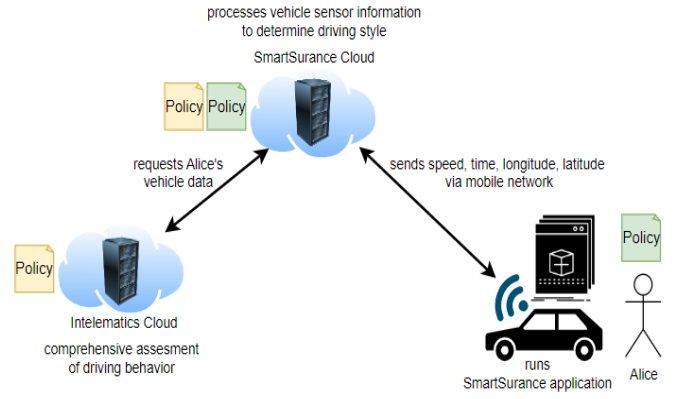 processes vehicle sensor information
to determine driving style
SmartSurance Cloud
Policy
Policy
requests Alice's
vehicle data
sends speed, time, longitude, latitude
via mobile network
Policy
Policy
Intelematics Cloud
comprehensive assesment
of driving behavior
runs
SmartSurance application
Alice